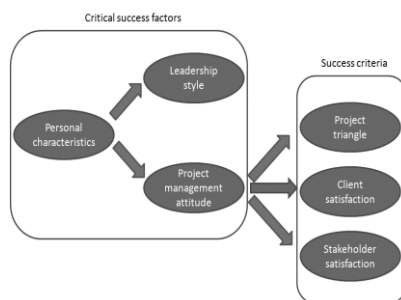 Critical success factors
Leadership
style
Success criteria
Personal
characteristics
Project
triangle
Project
management
attitude
Client
satisfaction
Stakeholder
satisfaction